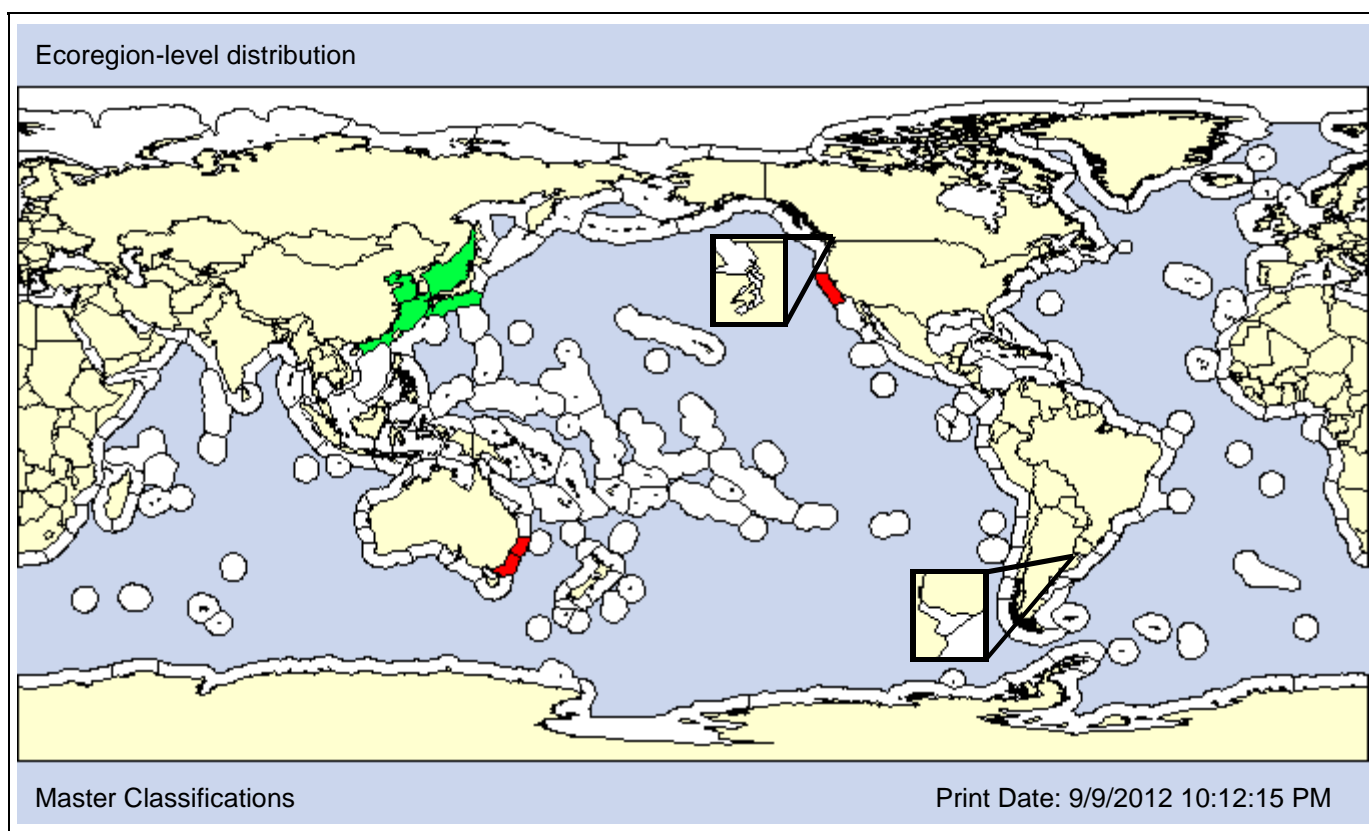 Ecoregion-level distribution
Master Classifications
Print Date: 9/9/2012 10:12:15 PM